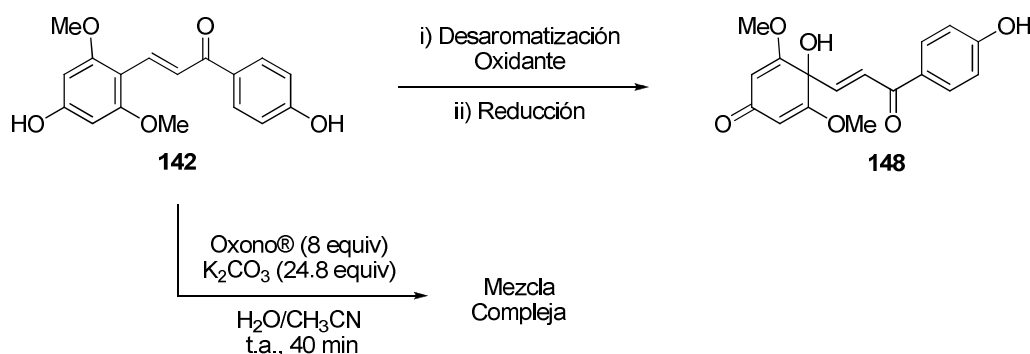 MeO
O
HO
OMe
OH
142
i) Desaromatización
Oxidante
ii) Reducción
MeO
OH
OH
O
OMe
O
148
Oxono® (8 equiv)
K2CO3 (24.8 equiv)
H2O/CH3CN
t.a., 40 min
Mezcla
Compleja